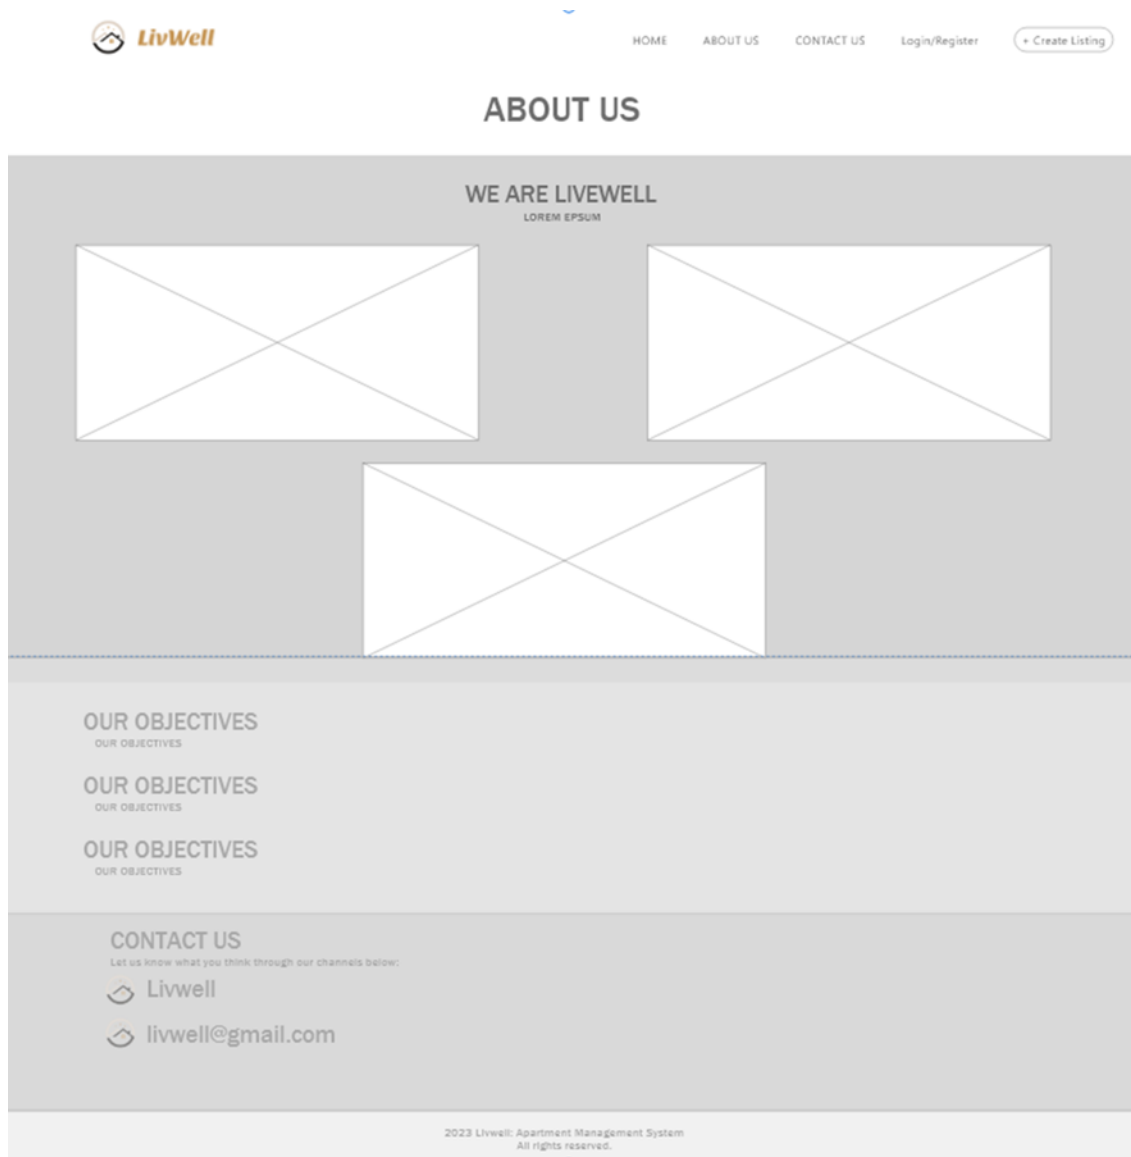 LivWell
HOME ABOUT US CONTACT US Login/Register + Create Listing
ABOUT US
WE ARE LIVEWELL
LOREM EPSUM
OUR OBJECTIVES
OUR OBJECTIVES
OUR OBJECTIVES
OUR OBJECTIVES
OUR OBJECTIVES
OUR OBJECTIVES
CONTACT US
Let us know what you think through our channels below:
Livwell
livwell@gmail.com
2023 Livwell: Apartment Management System
All rights reserved.